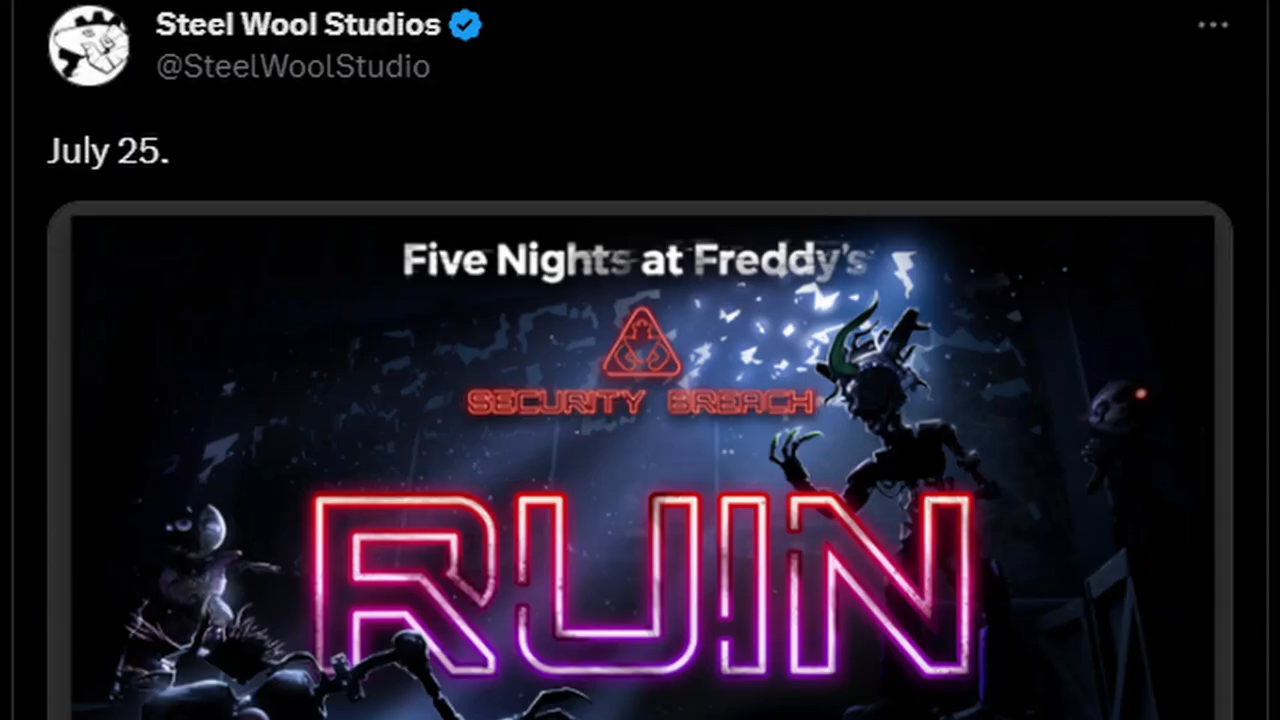 Steel Wool Studios
@SteelWoolStudio
July 25.
Five Nights at Freddy's
SECURITY BREACH
RUIN